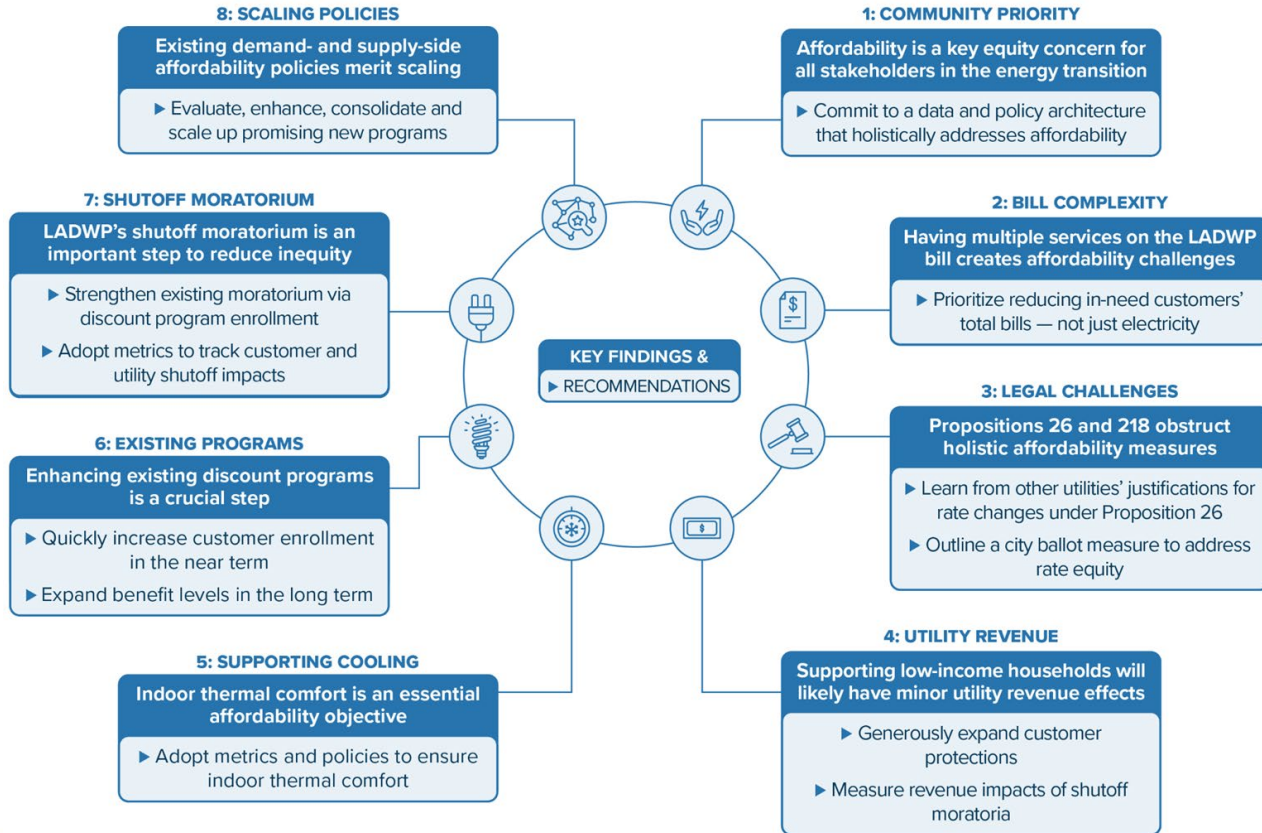 8: SCALING POLICIES
Existing demand- and supply-side
affordability policies merit scaling
▶ Evaluate, enhance, consolidate and
scale up promising new programs
1: COMMUNITY PRIORITY
Affordability is a key equity concern for
all stakeholders in the energy transition
▶ Commit to a data and policy architecture
that holistically addresses affordability
7: SHUTOFF MORATORIUM
LADWP’s shutoff moratorium is an
important step to reduce inequity
▶ Strengthen existing moratorium via
discount program enrollment
▶ Adopt metrics to track customer and
utility shutoff impacts
2: BILL COMPLEXITY
Having multiple services on the LADWP
bill creates affordability challenges
▶ Prioritize reducing in-need customers’
total bills — not just electricity
KEY FINDINGS &
▶ RECOMMENDATIONS
3: LEGAL CHALLENGES
Propositions 26 and 218 obstruct
holistic affordability measures
▶ Learn from other utilities’ justifications for
rate changes under Proposition 26
▶ Outline a city ballot measure to address
rate equity
6: EXISTING PROGRAMS
Enhancing existing discount programs
is a crucial step
▶ Quickly increase customer enrollment
in the near term
▶ Expand benefit levels in the long term
5: SUPPORTING COOLING
Indoor thermal comfort is an essential
affordability objective
▶ Adopt metrics and policies to ensure
indoor thermal comfort
4: UTILITY REVENUE
Supporting low-income households will
likely have minor utility revenue effects
▶ Generously expand customer
protections
▶ Measure revenue impacts of shutoff
moratoria
$
$